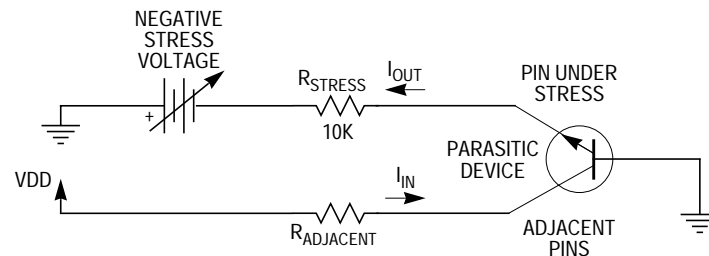 NEGATIVE
STRESS
VOLTAGE
+
R_STRESS
10K
I_OUT
PIN UNDER
STRESS
PARASITIC
DEVICE
VDD
I_IN
R_ADJACENT
ADJACENT
PINS